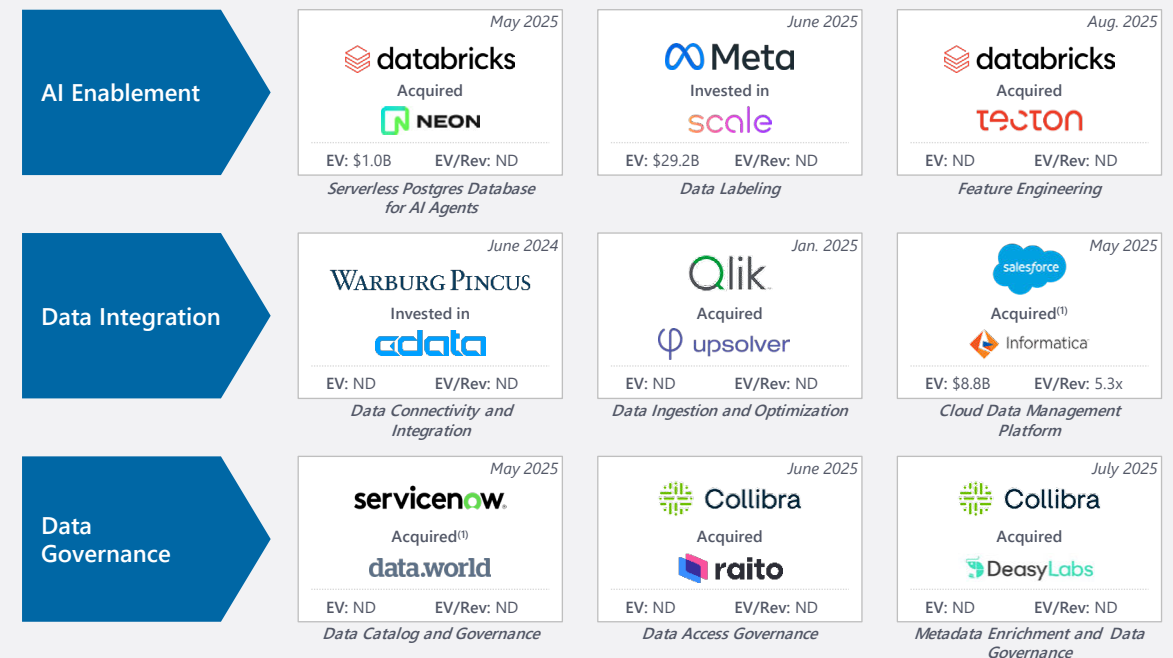 AI Enablement
May 2025
databricks
Acquired
NEON
EV: $1.0B EV/Rev: ND
Serverless Postgres Database
for AI Agents
June 2025
Meta
Invested in
scale
EV: $29.2B EV/Rev: ND
Data Labeling
Aug. 2025
databricks
Acquired
tecton
EV: ND EV/Rev: ND
Feature Engineering
Data Integration
June 2024
WARBURG PINCUS
Invested in
cdata
EV: ND EV/Rev: ND
Data Connectivity and
Integration
Jan. 2025
Qlik
Acquired
upsolver
EV: ND EV/Rev: ND
Data Ingestion and Optimization
May 2025
salesforce
Acquired(1)
Informatica
EV: $8.8B EV/Rev: 5.3x
Cloud Data Management
Platform
Data
Governance
May 2025
servicenow
Acquired(1)
data.world
EV: ND EV/Rev: ND
Data Catalog and Governance
June 2025
Collibra
Acquired
raito
EV: ND EV/Rev: ND
Data Access Governance
July 2025
Collibra
Acquired
DeasyLabs
EV: ND EV/Rev: ND
Metadata Enrichment and Data
Governance